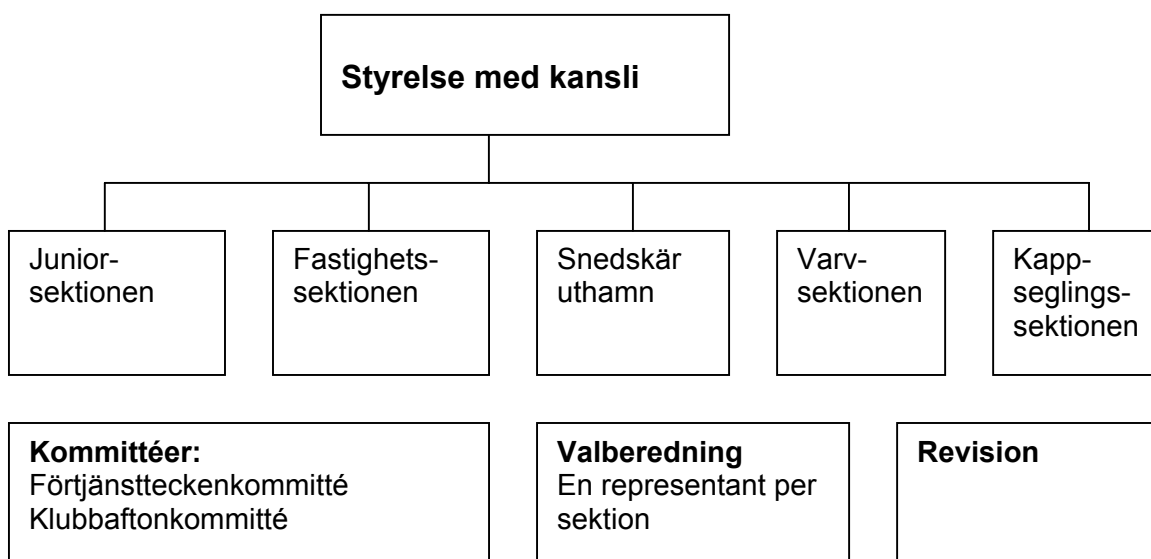 Styrelse med kansli
Junior-
sektionen
Fastighets-
sektionen
Snedskär
uthamn
Varv-
sektionen
Kapp-
seglings-
sektionen
Kommittéer:
Förtjänstteckenkommitté
Klubbaftonkommitté
Valberedning
En representant per
sektion
Revision